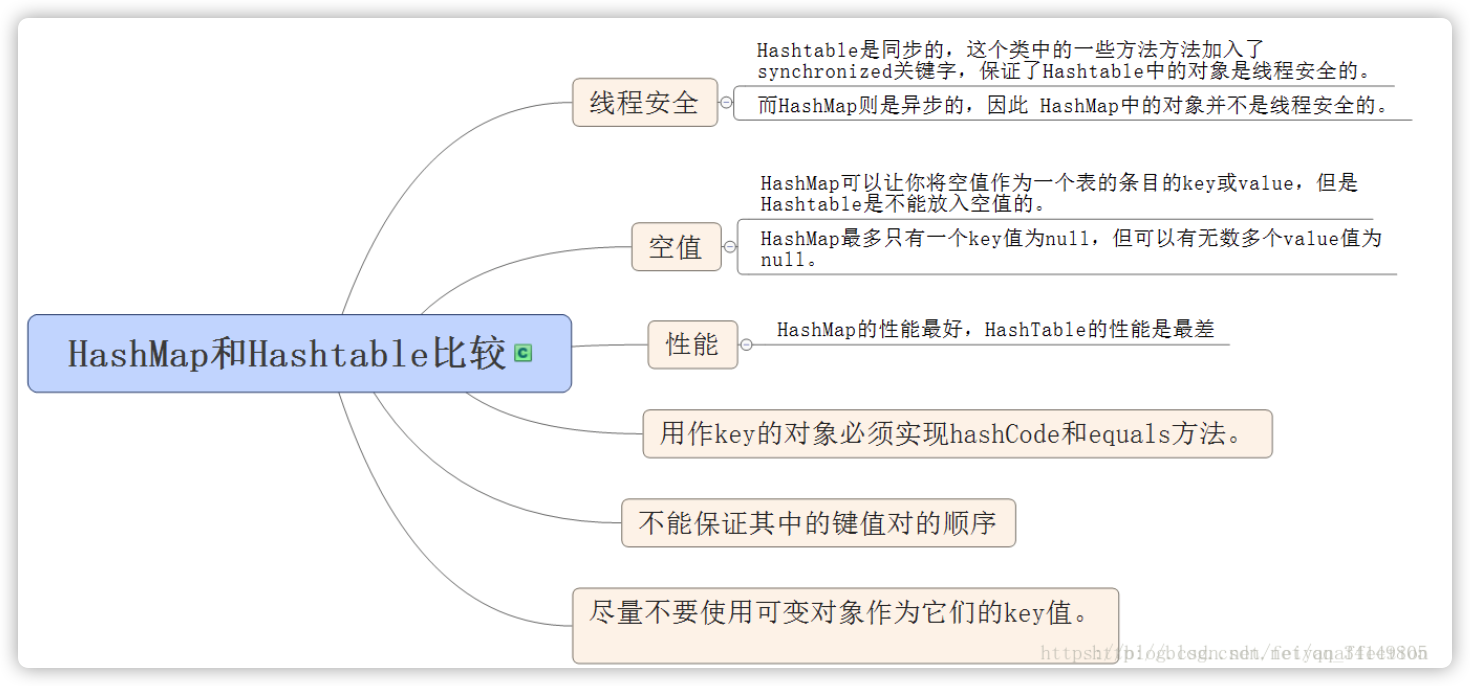 Hashtable是同步的，这个类中的一些方法方法加入了
synchronized关键字，保证了Hashtable中的对象是线程安全的。
线程安全
而HashMap则是异步的，因此 HashMap中的对象并不是线程安全的。
HashMap可以让你将空值作为一个表的条目的key或value，但是
Hashtable是不能放入空值的。
空值
HashMap最多只有一个key值为null，但可以有无数多个value值为
null。
HashMap和Hashtable比较
性能
HashMap的性能最好，HashTable的性能是最差
用作key的对象必须实现hashCode和equals方法。
不能保证其中的键值对的顺序
尽量不要使用可变对象作为它们的key值。